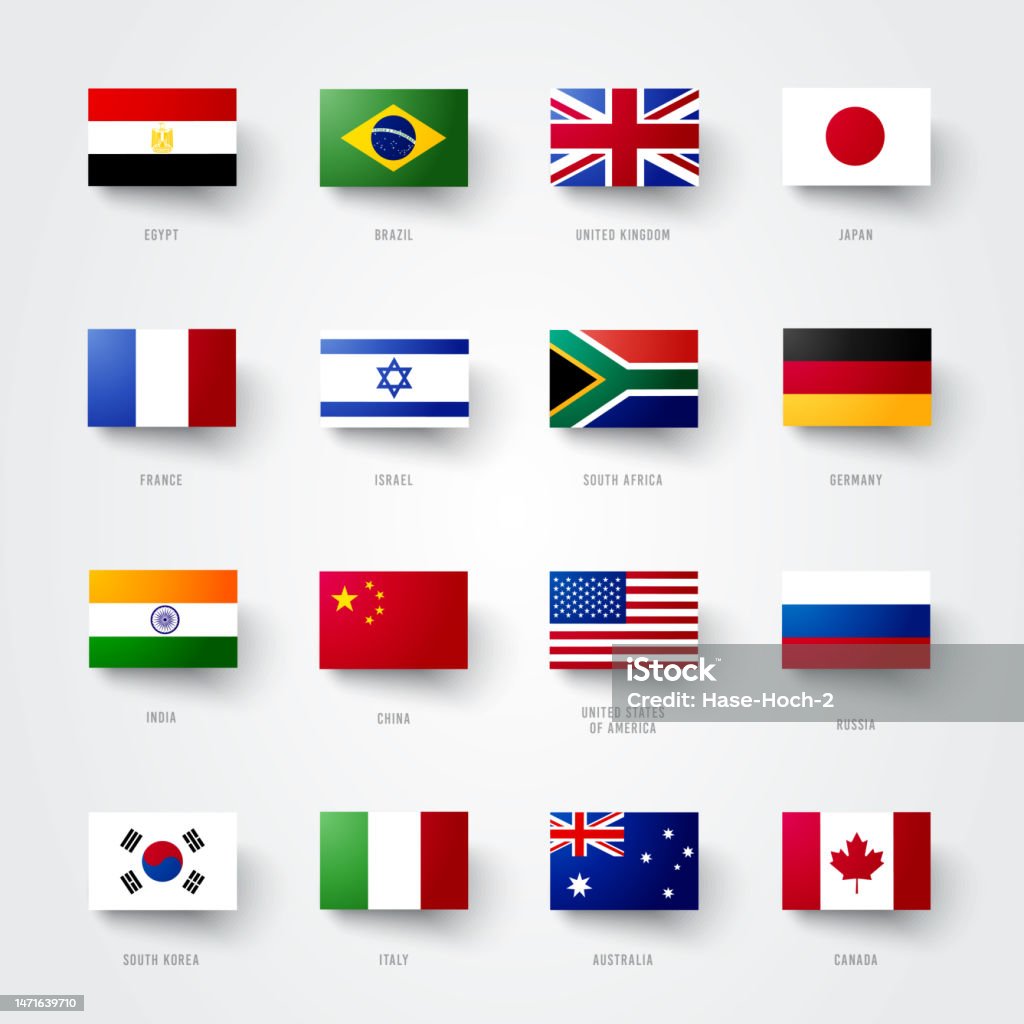 EGYPT
BRAZIL
UNITED KINGDOM
JAPAN
FRANCE
ISRAEL
SOUTH AFRICA
GERMANY
INDIA
CHINA
UNITED STATES
OF AMERICA
RUSSIA
iStock™
Credit: Hase-Hoch-2
SOUTH KOREA
ITALY
AUSTRALIA
CANADA
1471639710